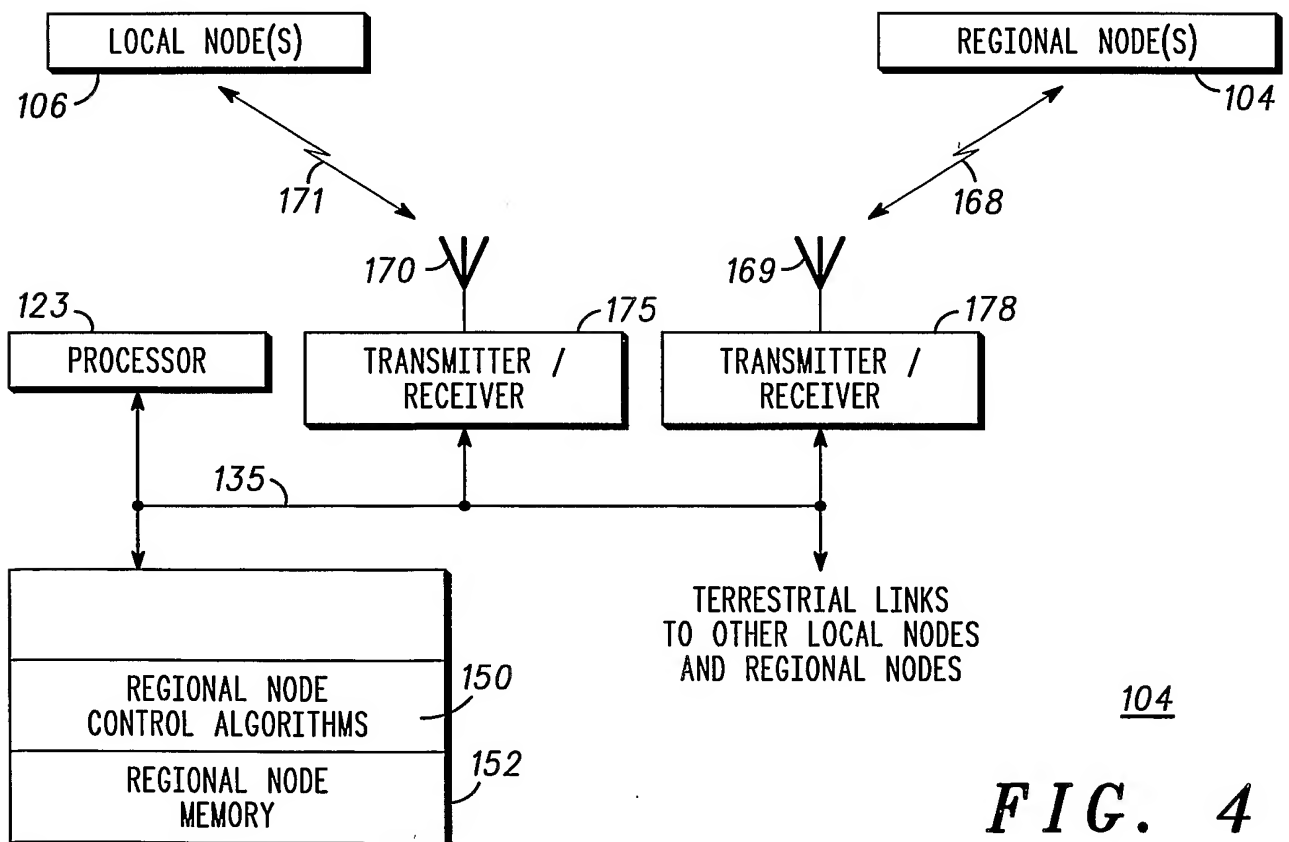 LOCAL NODE(S)
REGIONAL NODE(S)
106
104
171
168
170
169
123
175
178
PROCESSOR
TRANSMITTER /
RECEIVER
TRANSMITTER /
RECEIVER
135
TERRESTRIAL LINKS
TO OTHER LOCAL NODES
AND REGIONAL NODES
REGIONAL NODE
CONTROL ALGORITHMS
150
REGIONAL NODE
MEMORY
152
104
FIG. 4